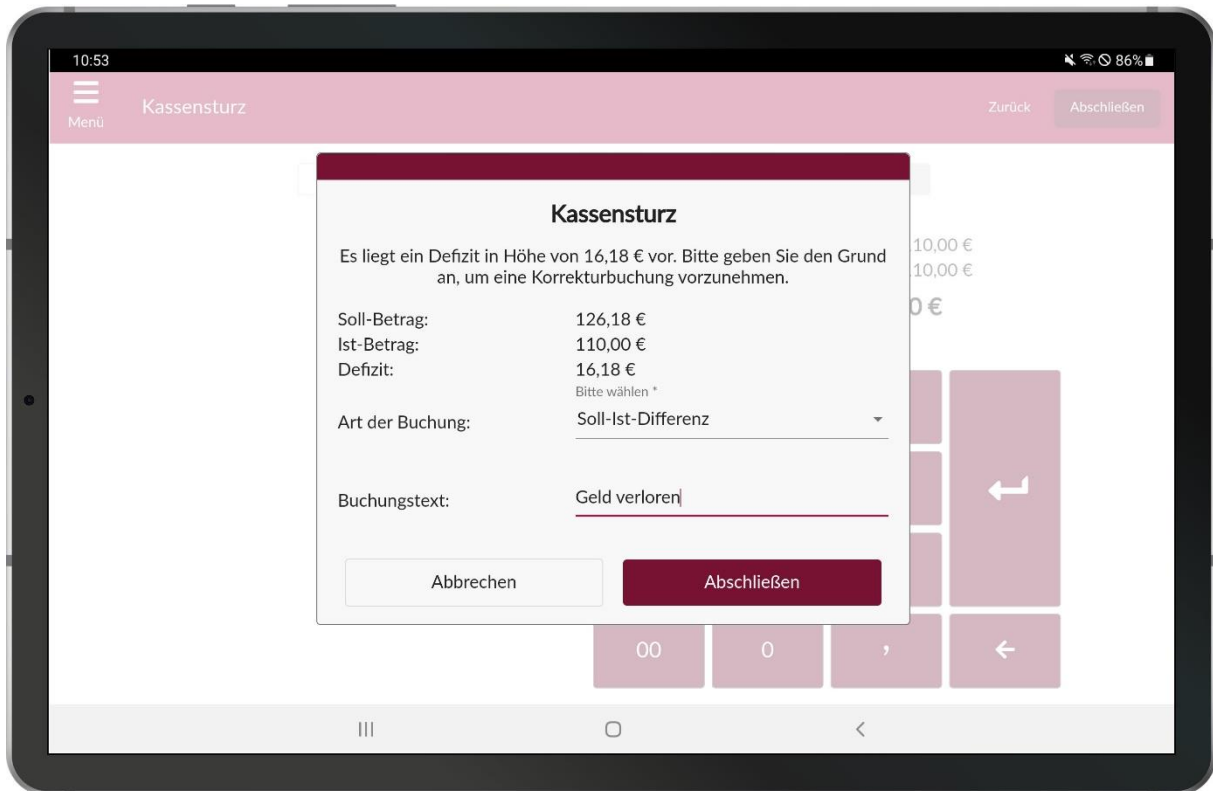 10:53
86%
Menü
Kassensturz
Zurück
Abschließen
Kassensturz
Es liegt ein Defizit in Höhe von 16,18 € vor. Bitte geben Sie den Grund
an, um eine Korrekturbuchung vorzunehmen.
Soll-Betrag: 126,18 €
Ist-Betrag: 110,00 €
Defizit: 16,18 €
Bitte wählen *
Art der Buchung: Soll-Ist-Differenz
Buchungstext: Geld verloren
Abbrechen
Abschließen
10,00 €
10,00 €
0 €
00
0
,